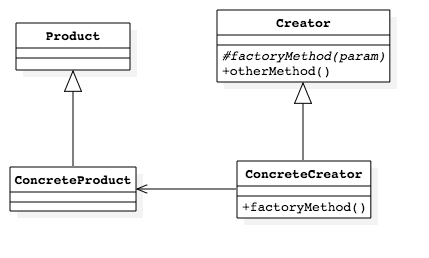 Product
Creator
#factoryMethod(param)
+otherMethod()
ConcreteProduct
ConcreteCreator
+factoryMethod()